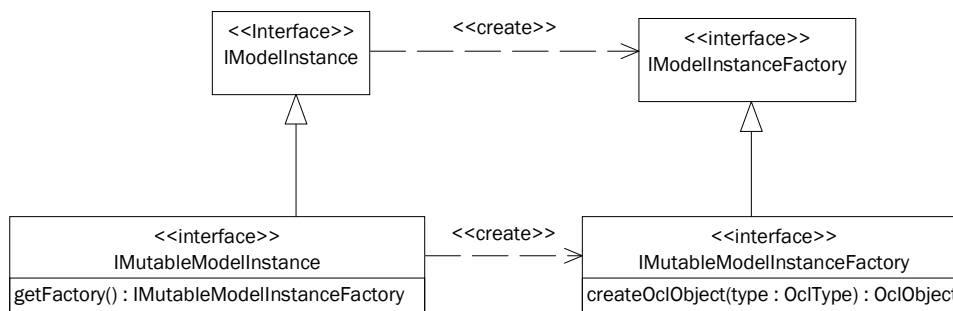 <<Interface>>
IModelInstance
<<create>>
<<interface>>
IModelInstanceFactory
<<interface>>
IMutableModelInstance
getFactory() : IMutableModelInstanceFactory
<<create>>
<<interface>>
IMutableModelInstanceFactory
createOclObject(type : OclType) : OclObject